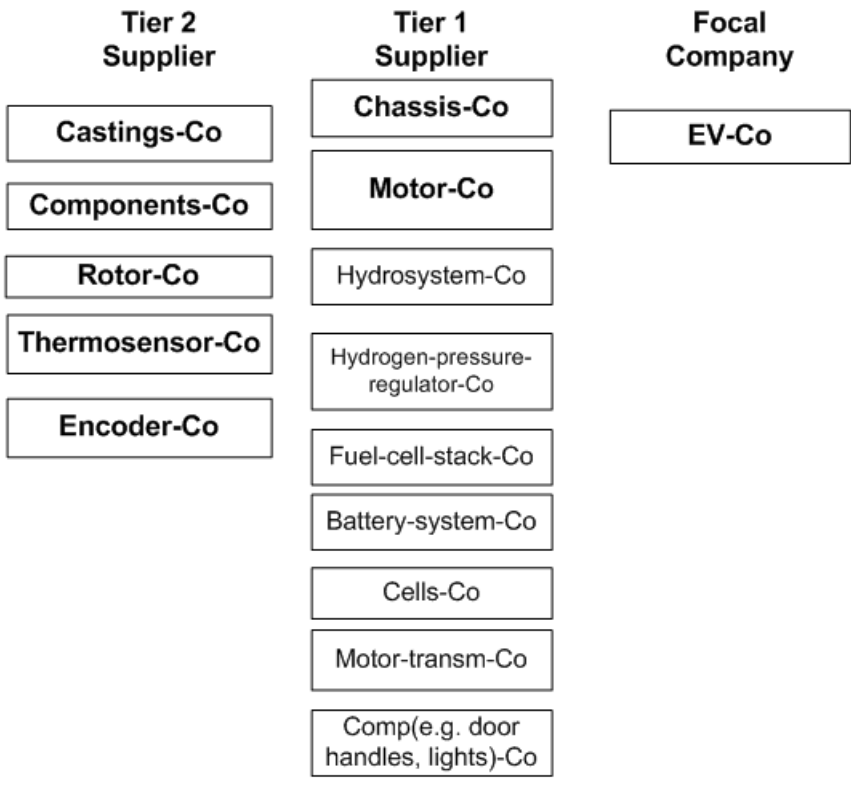 Tier 2
Supplier
Castings-Co
Components-Co
Rotor-Co
Thermosensor-Co
Encoder-Co
Tier 1
Supplier
Chassis-Co
Motor-Co
Hydrosystem-Co
Hydrogen-pressure-
regulator-Co
Fuel-cell-stack-Co
Battery-system-Co
Cells-Co
Motor-transm-Co
Comp(e.g. door
handles, lights)-Co
Focal
Company
EV-Co